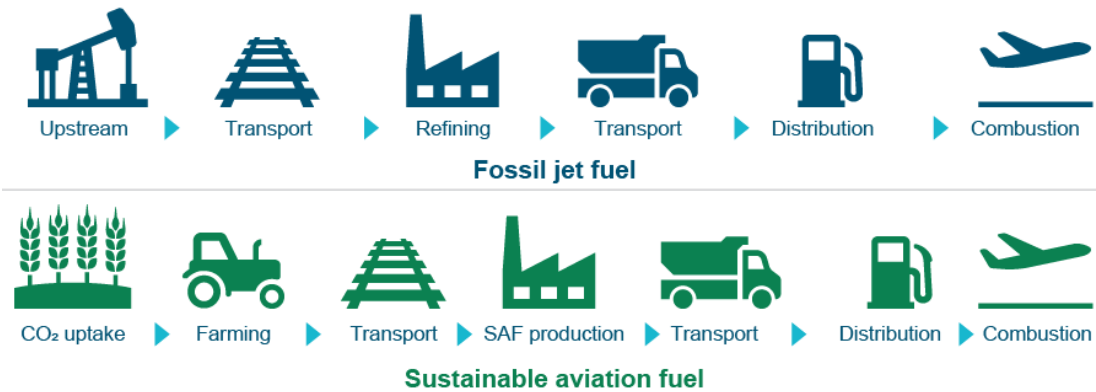 Upstream Transport Refining Transport Distribution Combustion
Fossil jet fuel
CO₂ uptake Farming Transport SAF production Transport Distribution Combustion
Sustainable aviation fuel